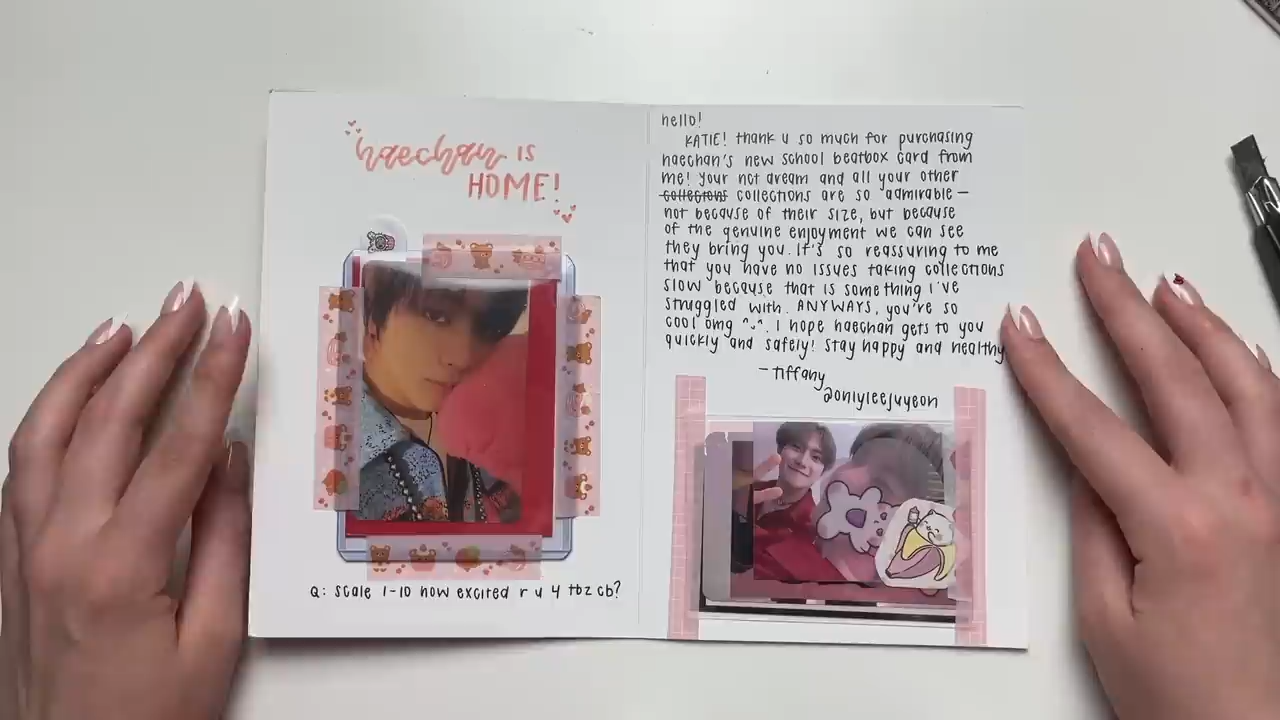 haechan is
HOME!
Q: scale 1-10 how excited r u 4 tbz cb?
hello!
KATIE! thank u so much for purchasing
haechan's new school beatbox card from
me! your nct dream and all your other
collections collections are so admirable—
not because of their size, but because
of the genuine enjoyment we can see
they bring you. It's so reassuring to me
that you have no issues taking collections
slow because that is something I've
struggled with. ANYWAYS, you're so
cool omg ^.^. I hope haechan gets to you
quickly and safely! stay happy and healthy
-tiffany
@onlyleejuyeon